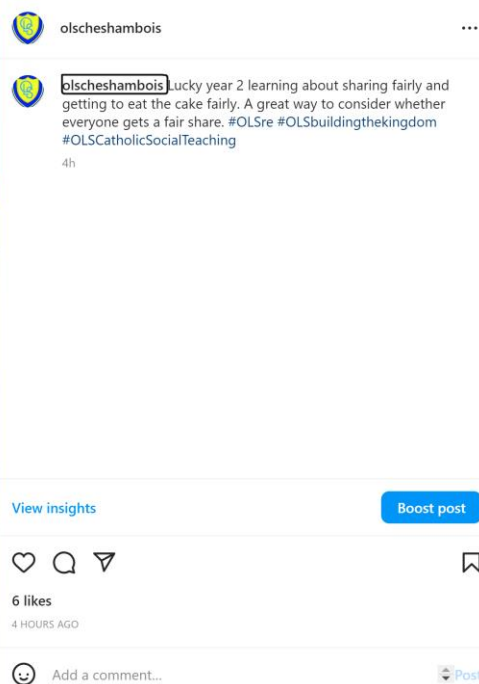 olscheshambois
olscheshambois Lucky year 2 learning about sharing fairly and
getting to eat the cake fairly. A great way to consider whether
everyone gets a fair share. #OLSre #OLSbuildingthekingdom
#OLSCatholicSocialTeaching
4h
View insights
Boost post
6 likes
4 HOURS AGO
Add a comment...
Post